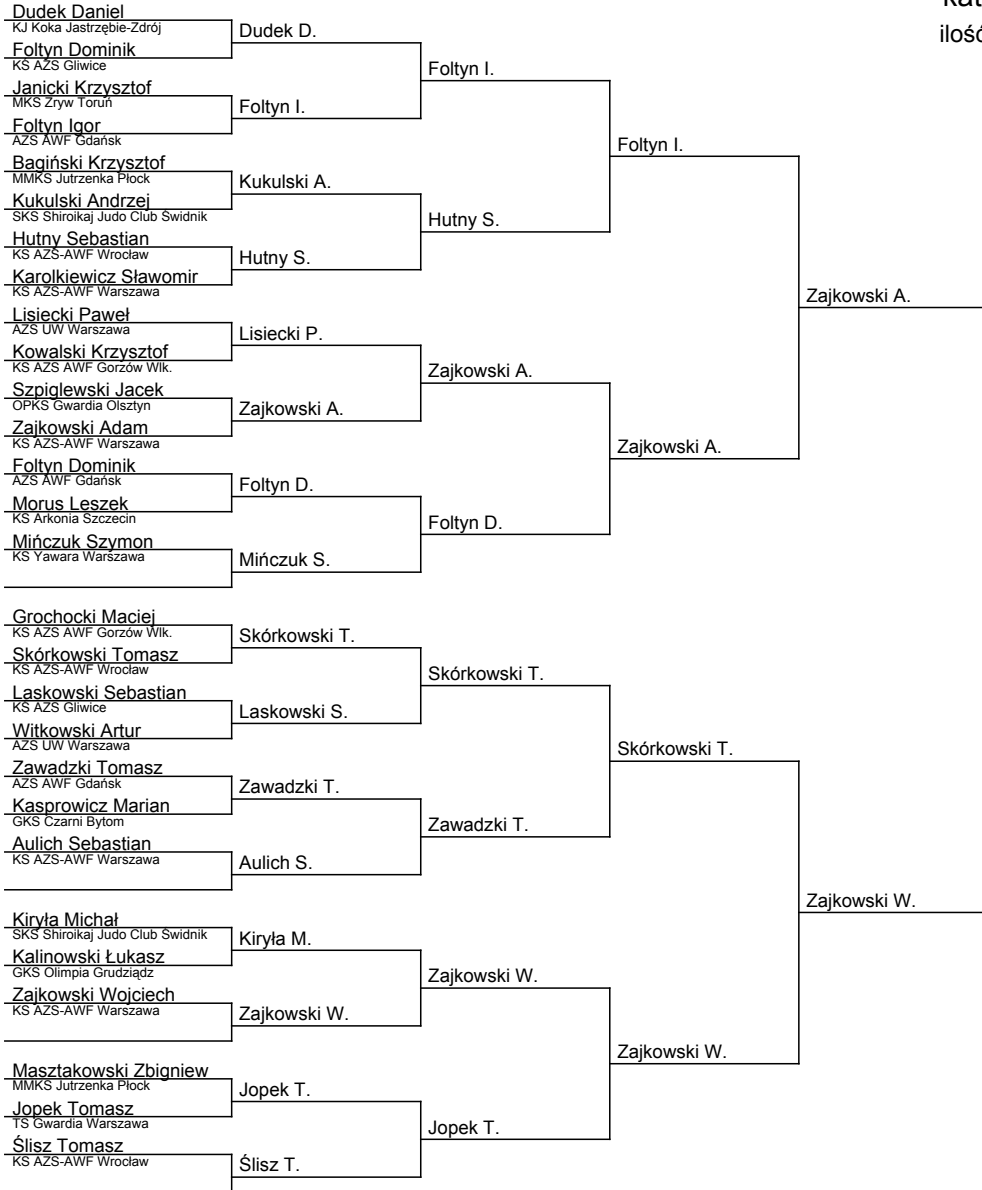 kat
ilość
Dudek Daniel
KJ Koka Jastrzębie-Zdrój
Foltyn Dominik
KS AZS Gliwice
Janicki Krzysztof
MKS Zryw Toruń
Foltyn Igor
AZS AWF Gdańsk
Bagiński Krzysztof
MMKS Jutrzenka Płock
Kukulski Andrzej
SKS Shiroikaj Judo Club Świdnik
Hutny Sebastian
KS AZS-AWF Wrocław
Karolkiewicz Sławomir
KS AZS-AWF Warszawa
Lisiecki Paweł
AZS UW Warszawa
Kowalski Krzysztof
KS AZS AWF Gorzów Wlk.
Szpiglewski Jacek
OPKS Gwardia Olsztyn
Zajkowski Adam
KS AZS-AWF Warszawa
Foltyn Dominik
AZS AWF Gdańsk
Morus Leszek
KS Arkonia Szczecin
Mińczuk Szymon
KS Yawara Warszawa
Grochocki Maciej
KS AZS AWF Gorzów Wlk.
Skórkowski Tomasz
KS AZS-AWF Wrocław
Laskowski Sebastian
KS AZS Gliwice
Witkowski Artur
AZS UW Warszawa
Zawadzki Tomasz
AZS AWF Gdańsk
Kasprowicz Marian
GKS Czarni Bytom
Aulich Sebastian
KS AZS-AWF Warszawa
Kiryła Michał
SKS Shiroikaj Judo Club Świdnik
Kalinowski Łukasz
GKS Olimpia Grudziądz
Zajkowski Wojciech
KS AZS-AWF Warszawa
Masztakowski Zbigniew
MMKS Jutrzenka Płock
Jopek Tomasz
TS Gwardia Warszawa
Ślisz Tomasz
KS AZS-AWF Wrocław
Dudek D.
Foltyn I.
Kukulski A.
Hutny S.
Lisiecki P.
Zajkowski A.
Foltyn D.
Mińczuk S.
Skórkowski T.
Laskowski S.
Zawadzki T.
Aulich S.
Kiryła M.
Zajkowski W.
Jopek T.
Ślisz T.
Foltyn I.
Hutny S.
Zajkowski A.
Foltyn D.
Skórkowski T.
Zawadzki T.
Zajkowski W.
Jopek T.
Foltyn I.
Zajkowski A.
Skórkowski T.
Zajkowski W.
Zajkowski A.
Zajkowski W.